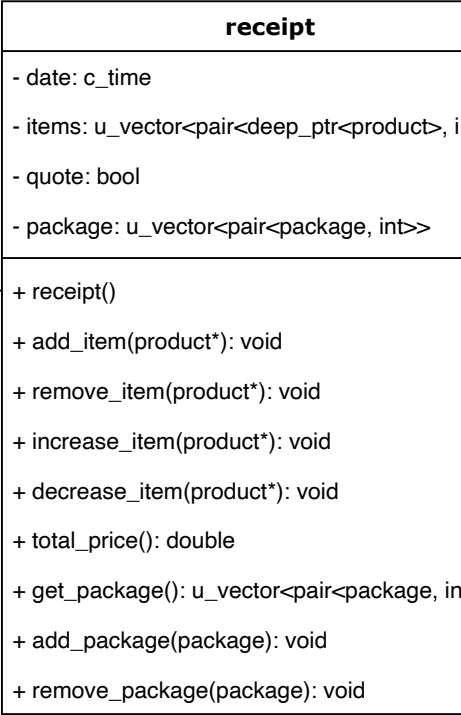 receipt
- date: c_time
- items: u_vector<pair<deep_ptr<product>, i
- quote: bool
- package: u_vector<pair<package, int>>
+ receipt()
+ add_item(product*): void
+ remove_item(product*): void
+ increase_item(product*): void
+ decrease_item(product*): void
+ total_price(): double
+ get_package(): u_vector<pair<package, in
+ add_package(package): void
+ remove_package(package): void